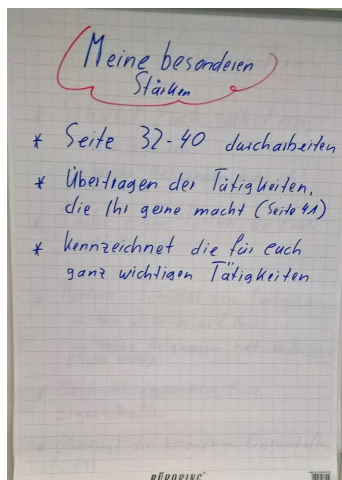 Meine besonderen
Stärken
* Seite 32-40 durcharbeiten
* Übertragen der Tätigkeiten,
die Ihr gerne macht (Seite 41)
* Kennzeichnet die für euch
ganz wichtigen Tätigkeiten
BÜRORING